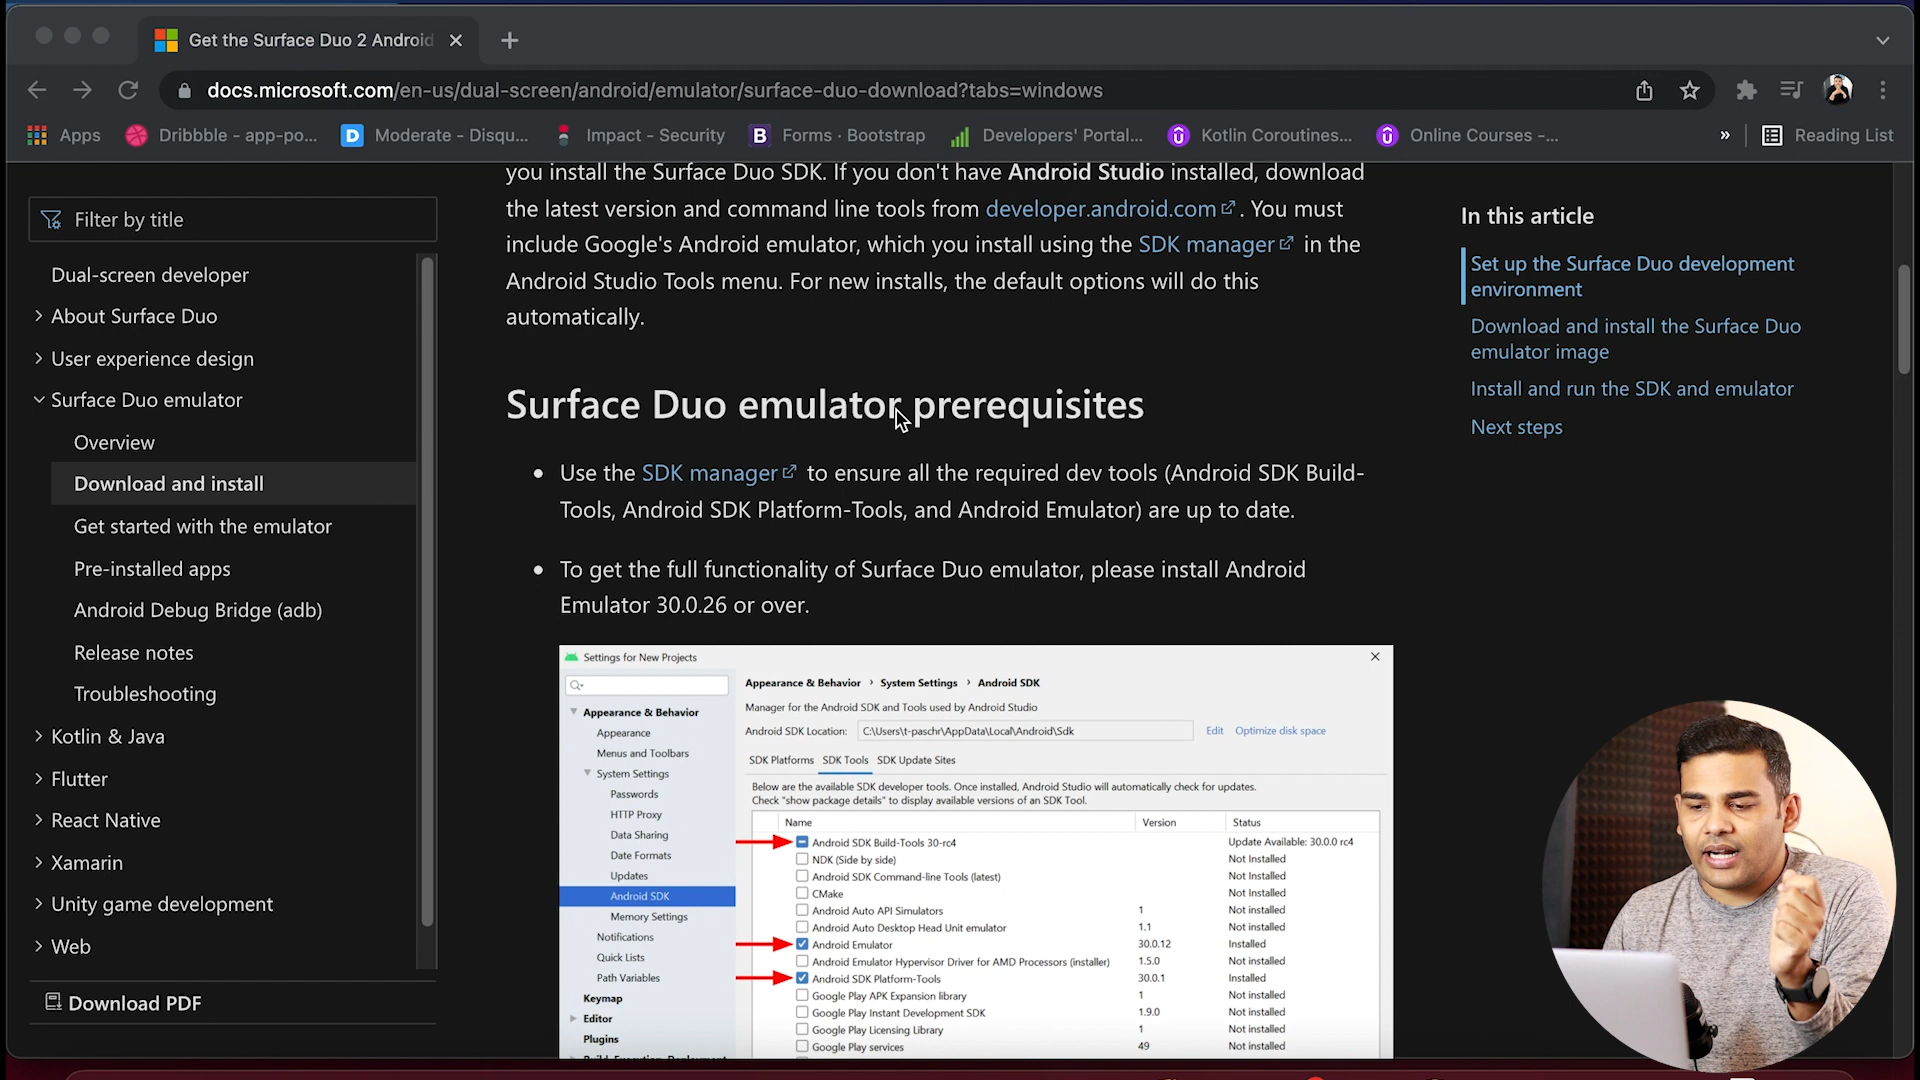 Get the Surface Duo 2 Android
docs.microsoft.com/en-us/dual-screen/android/emulator/surface-duo-download?tabs=windows
Apps
Dribbble - app-po...
Moderate - Disqu...
Impact - Security
Forms · Bootstrap
Developers' Portal...
Kotlin Coroutines...
Online Courses -...
»
Reading List
Filter by title
Dual-screen developer
About Surface Duo
User experience design
Surface Duo emulator
Overview
Download and install
Get started with the emulator
Pre-installed apps
Android Debug Bridge (adb)
Release notes
Troubleshooting
Kotlin & Java
Flutter
React Native
Xamarin
Unity game development
Web
Download PDF
you install the Surface Duo SDK. If you don't have Android Studio installed, download
the latest version and command line tools from developer.android.com. You must
include Google's Android emulator, which you install using the SDK manager in the
Android Studio Tools menu. For new installs, the default options will do this
automatically.
Surface Duo emulator prerequisites
Use the SDK manager to ensure all the required dev tools (Android SDK Build-
Tools, Android SDK Platform-Tools, and Android Emulator) are up to date.
To get the full functionality of Surface Duo emulator, please install Android
Emulator 30.0.26 or over.
Settings for New Projects
Appearance & Behavior
Appearance
Menus and Toolbars
System Settings
Passwords
HTTP Proxy
Data Sharing
Date Formats
Updates
Android SDK
Memory Settings
Notifications
Quick Lists
Path Variables
Keymap
Editor
Plugins
Build, Execution, Deployment
Appearance & Behavior › System Settings › Android SDK
Manager for the Android SDK and Tools used by Android Studio
Android SDK Location: C:\Users\t-paschr\AppData\Local\Android\Sdk Edit Optimize disk space
SDK Platforms SDK Tools SDK Update Sites
Below are the available SDK developer tools. Once installed, Android Studio will automatically check for updates.
Check "show package details" to display available versions of an SDK Tool.
Name Version Status
Android SDK Build-Tools 30-rc4 Update Available: 30.0.0 rc4
NDK (Side by side) Not Installed
Android SDK Command-line Tools (latest) Not Installed
CMake Not Installed
Android Auto API Simulators 1 Not installed
Android Auto Desktop Head Unit emulator 1.1 Not installed
Android Emulator 30.0.12 Installed
Android Emulator Hypervisor Driver for AMD Processors (installer) 1.5.0 Not installed
Android SDK Platform-Tools 30.0.1 Installed
Google Play APK Expansion library 1 Not installed
Google Play Instant Development SDK 1.9.0 Not installed
Google Play Licensing Library 1 Not installed
Google Play services 49 Not installed
In this article
Set up the Surface Duo development
environment
Download and install the Surface Duo
emulator image
Install and run the SDK and emulator
Next steps